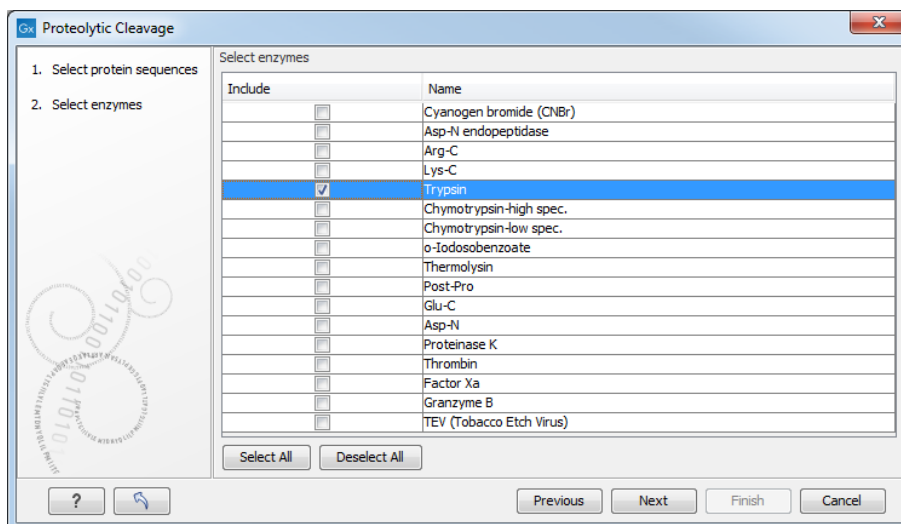 Gx Proteolytic Cleavage
X
1. Select protein sequences
2. Select enzymes
Select enzymes
Include Name
Cyanogen bromide (CNBr)
Asp-N endopeptidase
Arg-C
Lys-C
Trypsin
Chymotrypsin-high spec.
Chymotrypsin-low spec.
o-Iodosobenzoate
Thermolysin
Post-Pro
Glu-C
Asp-N
Proteinase K
Thrombin
Factor Xa
Granzyme B
TEV (Tobacco Etch Virus)
Select All Deselect All
? Previous Next Finish Cancel